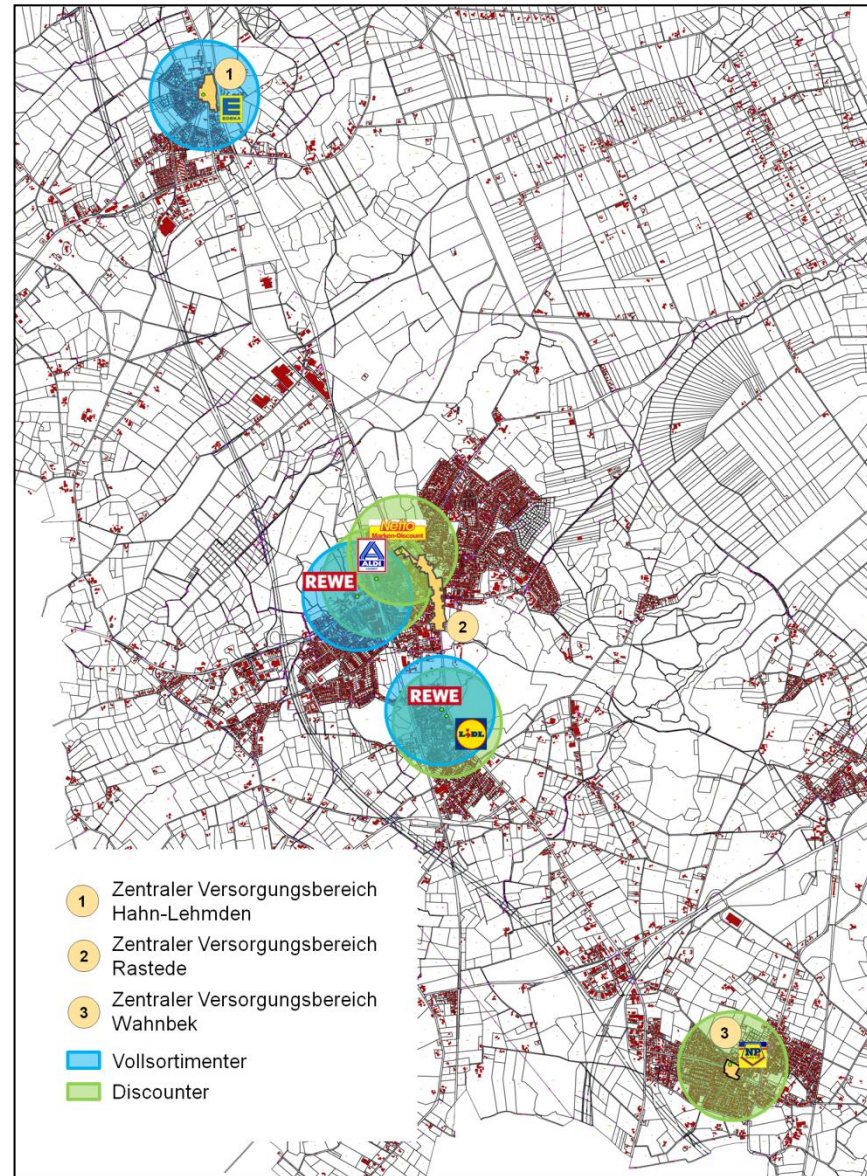 1
E
EDEKA
Netto
Marken-Discount
ALDI
REWE
2
REWE
LIDL
3
NP
1 Zentraler Versorgungsbereich
Hahn-Lehmden
2 Zentraler Versorgungsbereich
Rastede
3 Zentraler Versorgungsbereich
Wahnbek
Vollsortimenter
Discounter